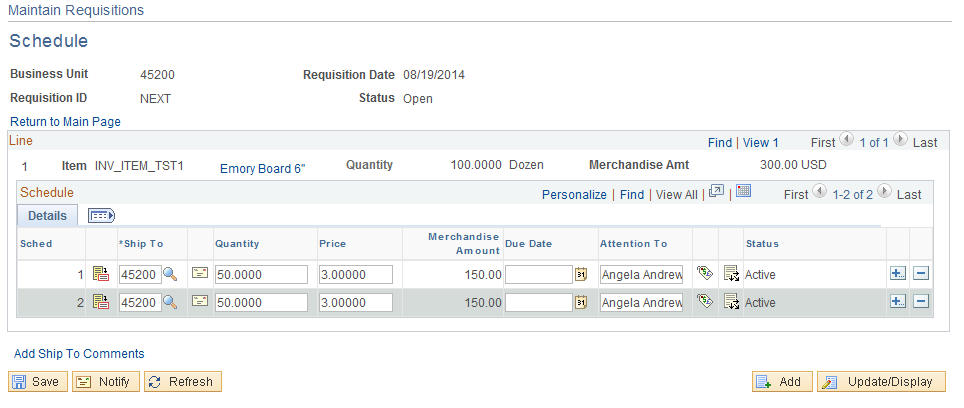 Maintain Requisitions
Schedule
Business Unit 45200 Requisition Date 08/19/2014
Requisition ID NEXT Status Open
Return to Main Page
Line Find | View 1 First 1 of 1 Last
1 Item INV_ITEM_TST1 Emory Board 6" Quantity 100.0000 Dozen Merchandise Amt 300.00 USD
Schedule Personalize | Find | View All | | First 1-2 of 2 Last
Details
Sched *Ship To Quantity Price Merchandise Amount Due Date Attention To Status
1 45200 50.0000 3.00000 150.00 31 Angela Andrew Active
2 45200 50.0000 3.00000 150.00 31 Angela Andrew Active
Add Ship To Comments
Save Notify Refresh Add Update/Display